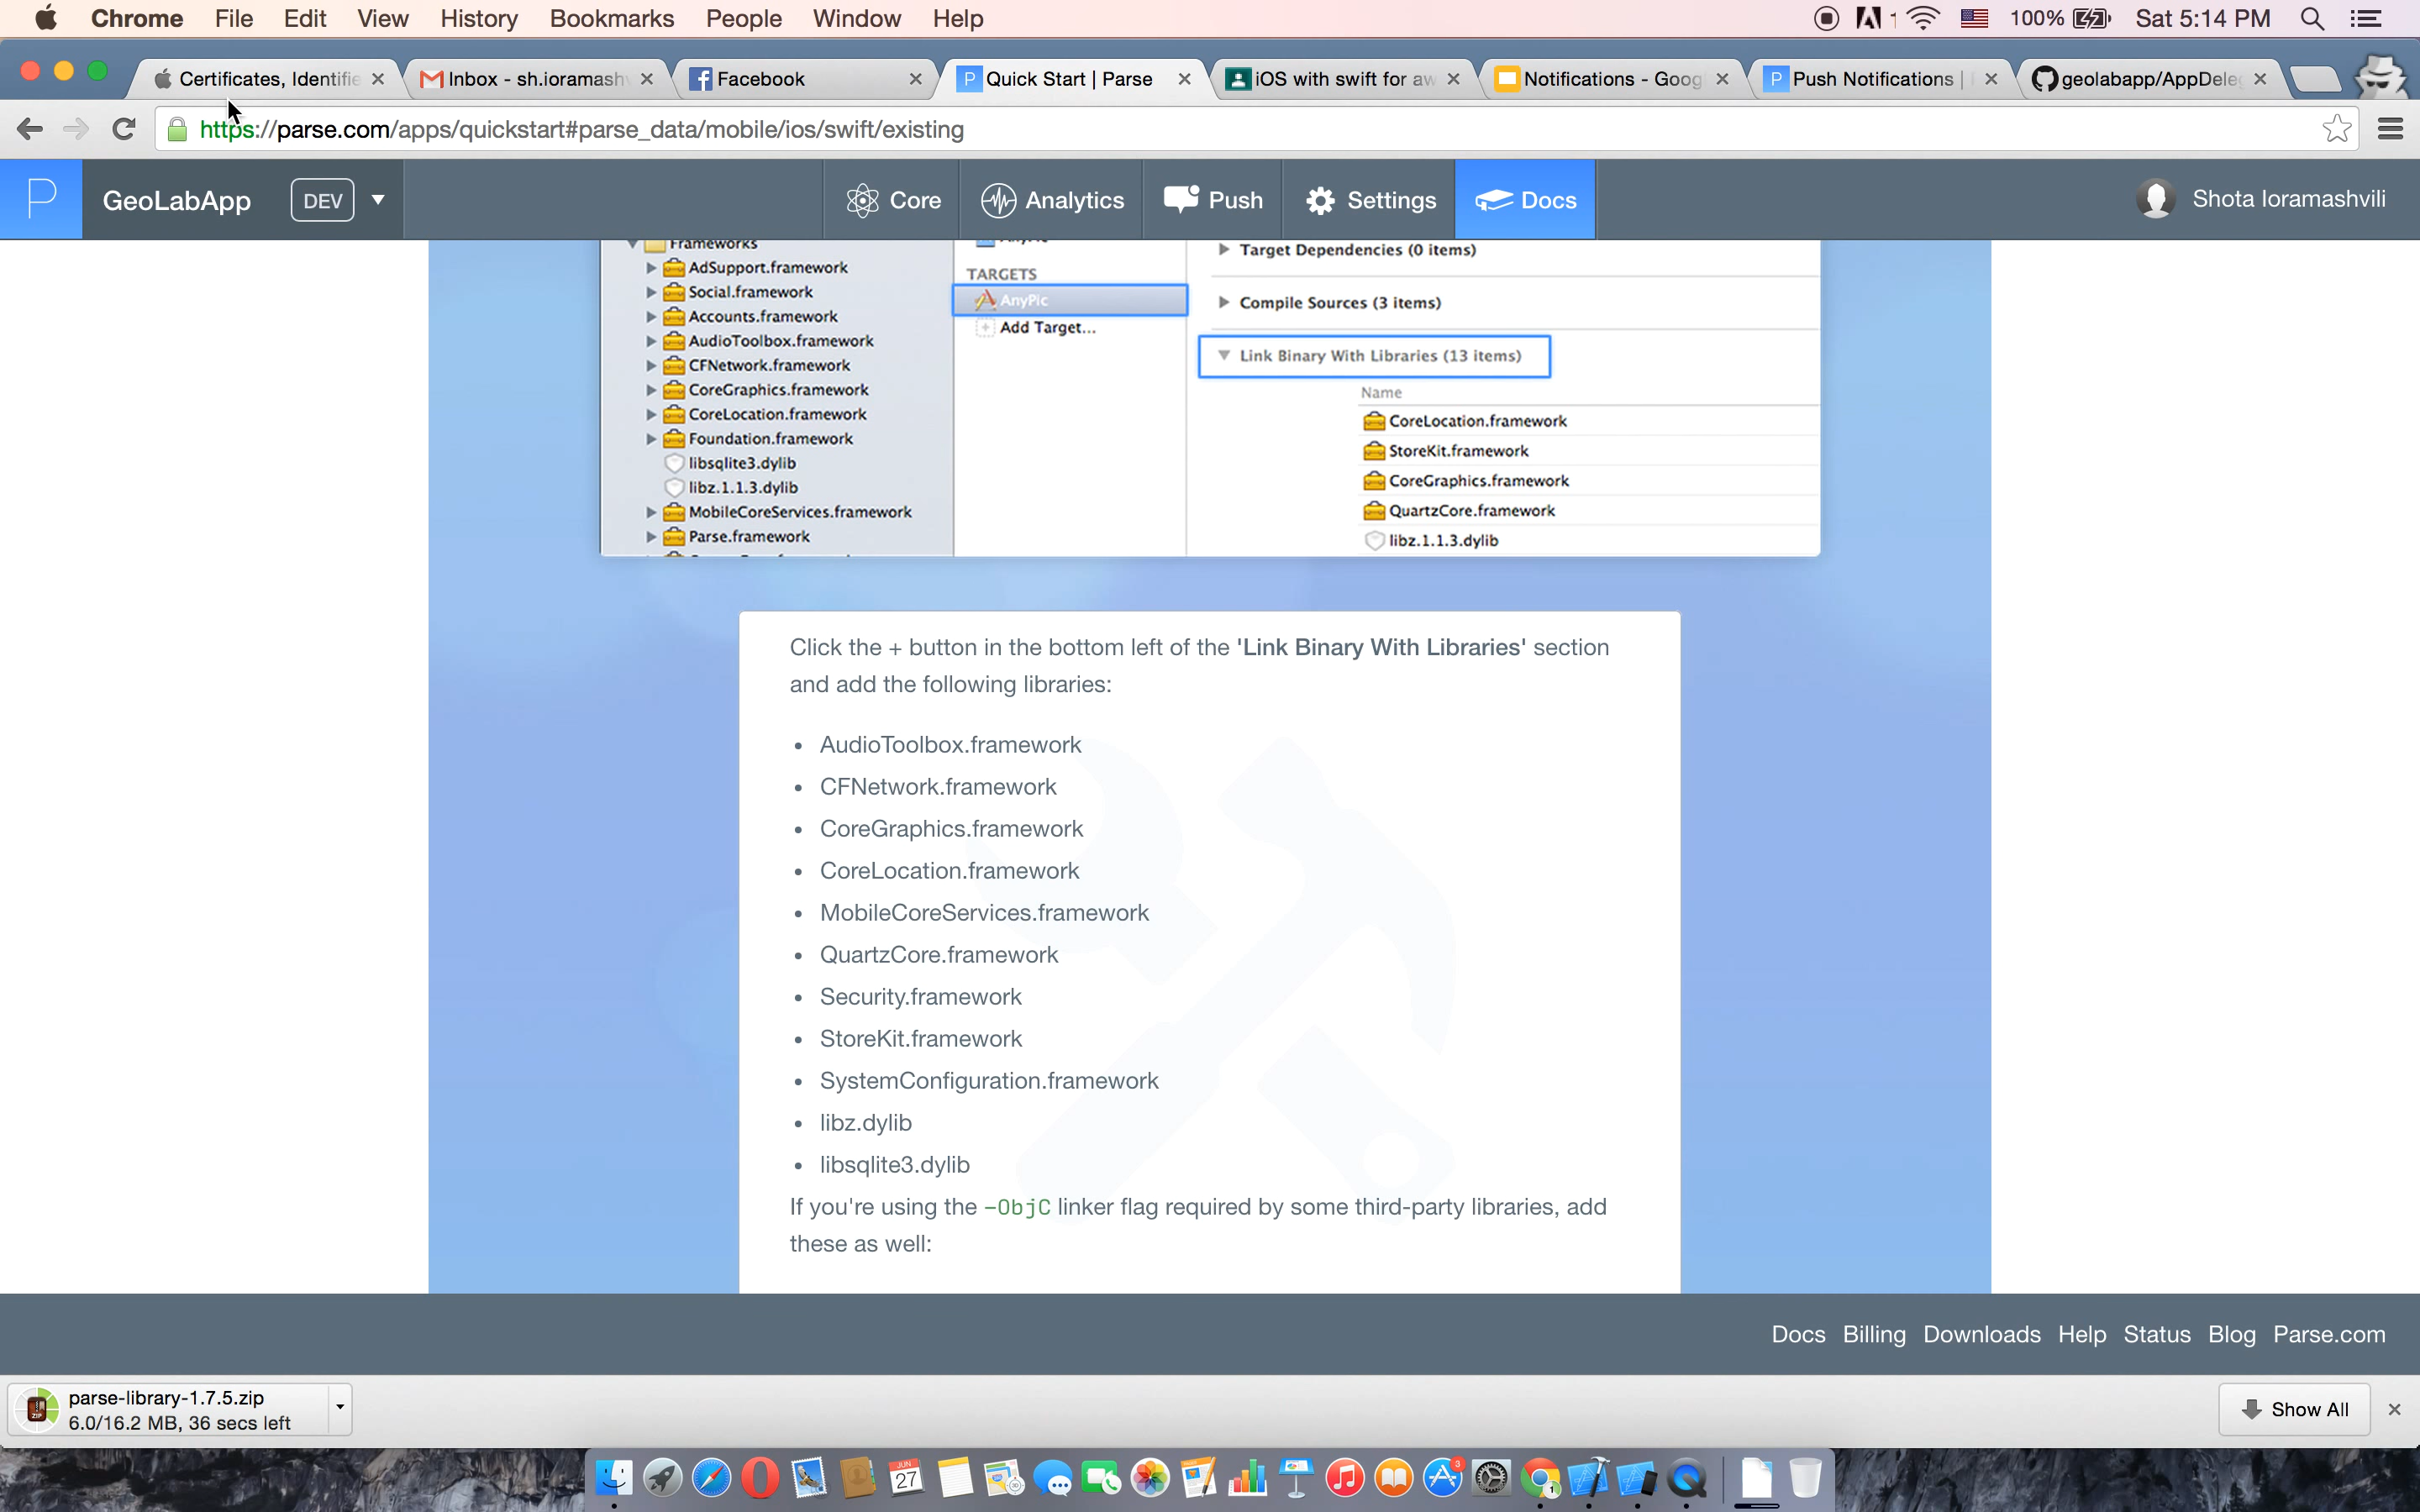 Chrome File Edit View History Bookmarks People Window Help 1 100% Sat 5:14 PM
Certificates, Identifie Inbox - sh.ioramashv Facebook Quick Start | Parse iOS with swift for aw Notifications - Goog Push Notifications | geolabapp/AppDeleg
https://parse.com/apps/quickstart#parse_data/mobile/ios/swift/existing
P GeoLabApp DEV Core Analytics Push Settings Docs Shota Ioramashvili
Frameworks
AdSupport.framework
Social.framework
Accounts.framework
AudioToolbox.framework
CFNetwork.framework
CoreGraphics.framework
CoreLocation.framework
Foundation.framework
libsqlite3.dylib
libz.1.1.3.dylib
MobileCoreServices.framework
Parse.framework
TARGETS
AnyPic
Add Target...
Target Dependencies (0 items)
Compile Sources (3 items)
Link Binary With Libraries (13 items)
Name
CoreLocation.framework
StoreKit.framework
CoreGraphics.framework
QuartzCore.framework
libz.1.1.3.dylib
Click the + button in the bottom left of the 'Link Binary With Libraries' section
and add the following libraries:
• AudioToolbox.framework
• CFNetwork.framework
• CoreGraphics.framework
• CoreLocation.framework
• MobileCoreServices.framework
• QuartzCore.framework
• Security.framework
• StoreKit.framework
• SystemConfiguration.framework
• libz.dylib
• libsqlite3.dylib
If you're using the -ObjC linker flag required by some third-party libraries, add
these as well:
Docs Billing Downloads Help Status Blog Parse.com
ZIP
parse-library-1.7.5.zip
6.0/16.2 MB, 36 secs left
Show All
JUN
27
3
1